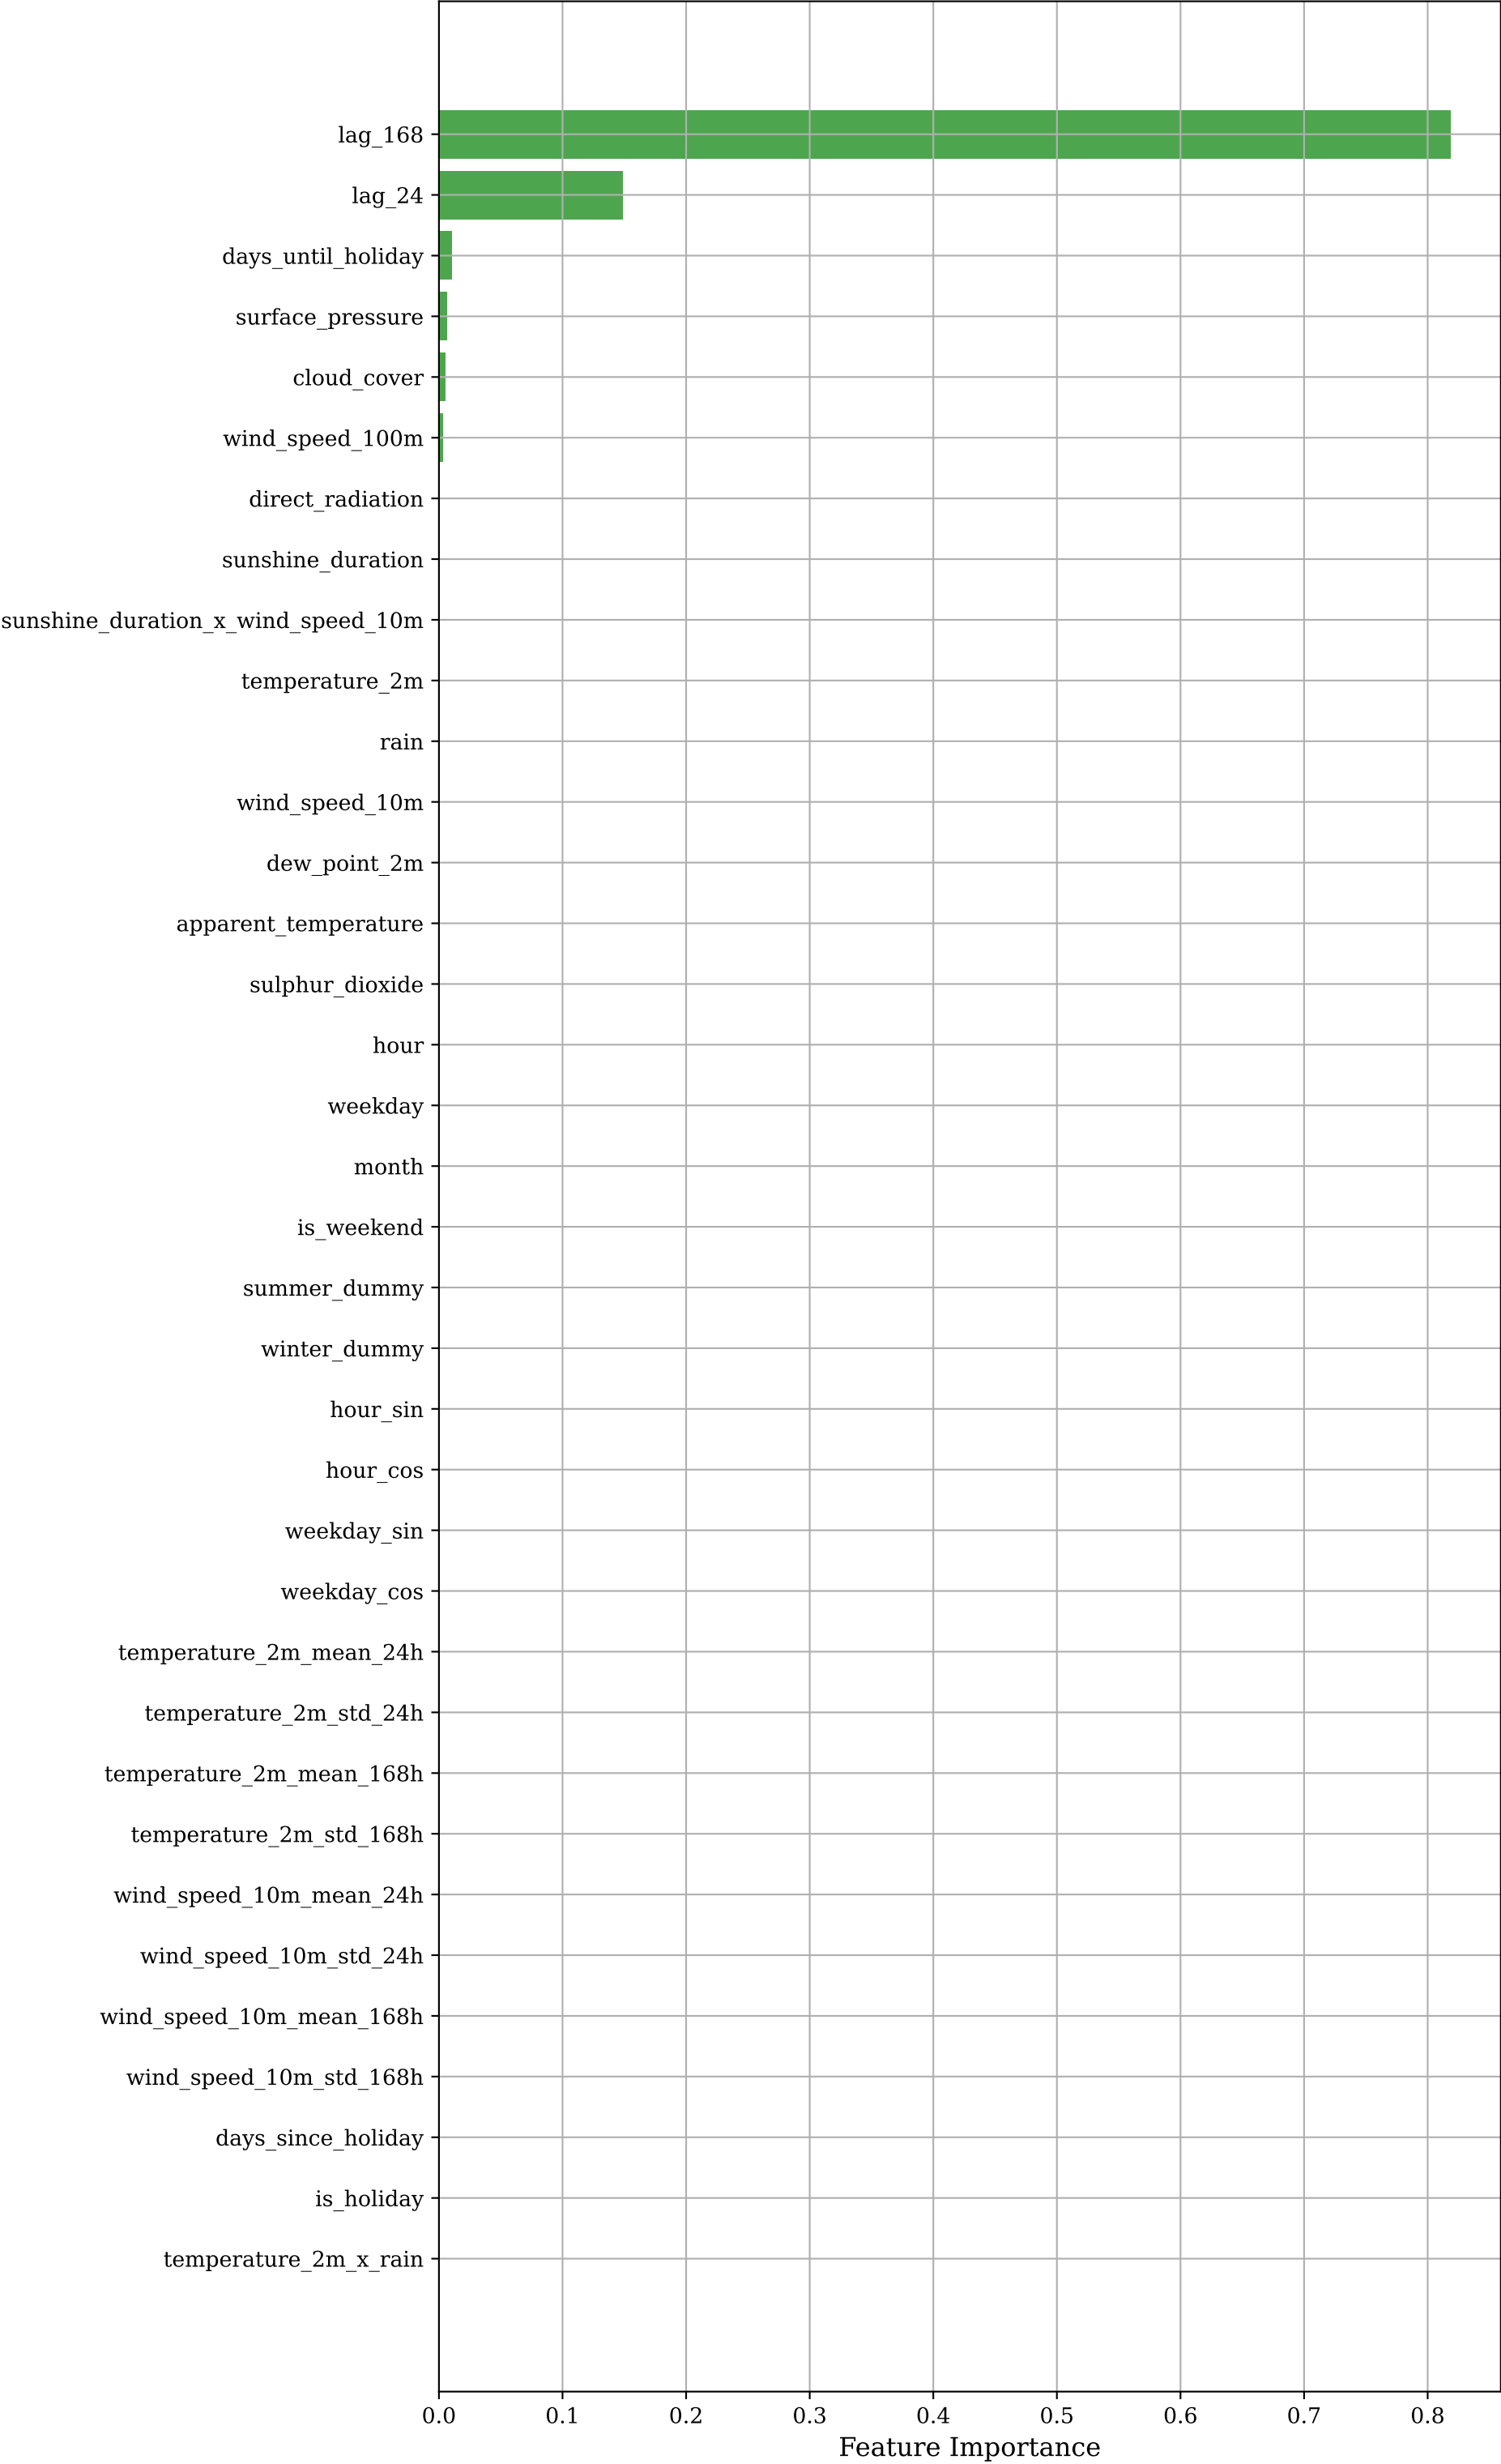 lag_168
lag_24
days_until_holiday
surface_pressure
cloud_cover
wind_speed_100m
direct_radiation
sunshine_duration
sunshine_duration_x_wind_speed_10m
temperature_2m
rain
wind_speed_10m
dew_point_2m
apparent_temperature
sulphur_dioxide
hour
weekday
month
is_weekend
summer_dummy
winter_dummy
hour_sin
hour_cos
weekday_sin
weekday_cos
temperature_2m_mean_24h
temperature_2m_std_24h
temperature_2m_mean_168h
temperature_2m_std_168h
wind_speed_10m_mean_24h
wind_speed_10m_std_24h
wind_speed_10m_mean_168h
wind_speed_10m_std_168h
days_since_holiday
is_holiday
temperature_2m_x_rain
0.0 0.1 0.2 0.3 0.4 0.5 0.6 0.7 0.8
Feature Importance